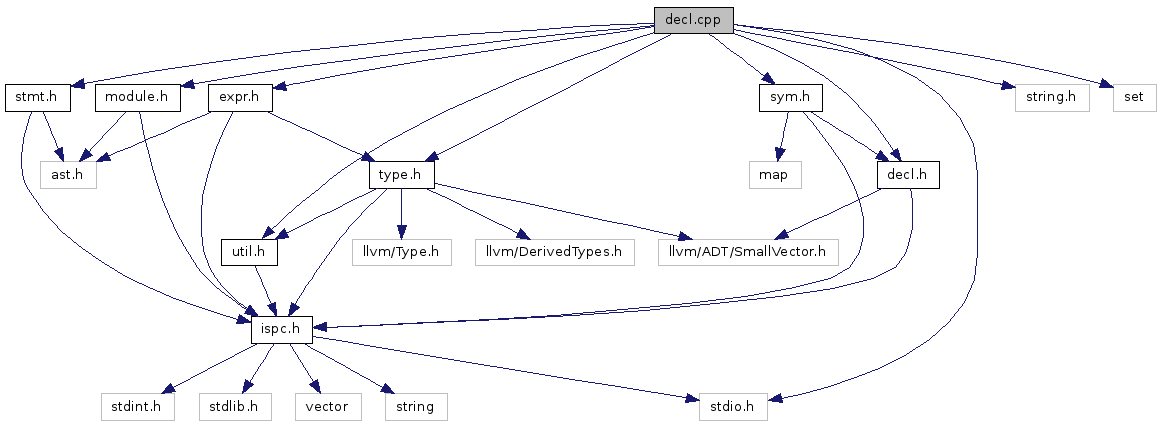 decl.cpp
stmt.h
module.h
expr.h
sym.h
string.h
set
ast.h
type.h
map
decl.h
util.h
llvm/Type.h
llvm/DerivedTypes.h
llvm/ADT/SmallVector.h
ispc.h
stdint.h
stdlib.h
vector
string
stdio.h